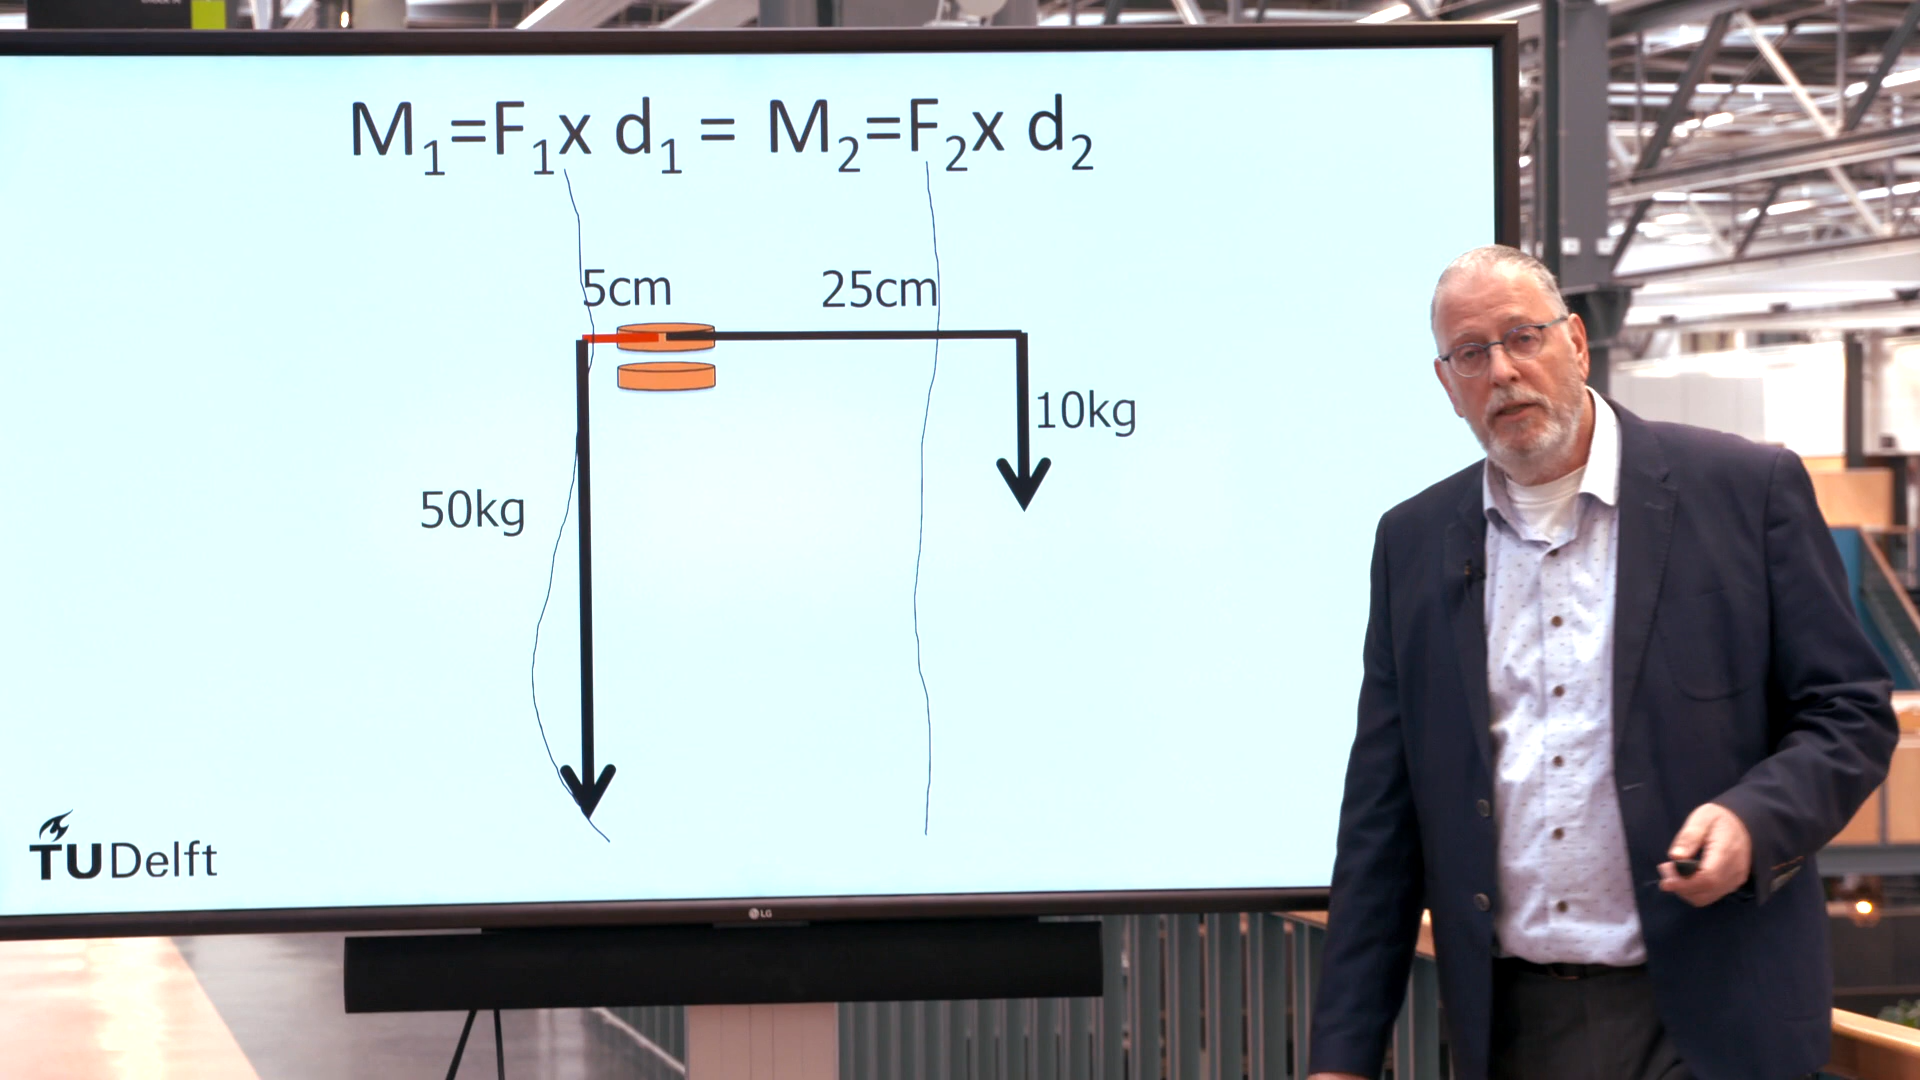 M₁=F₁x d₁ = M₂=F₂x d₂
5cm
25cm
10kg
50kg
TUDelft
LG